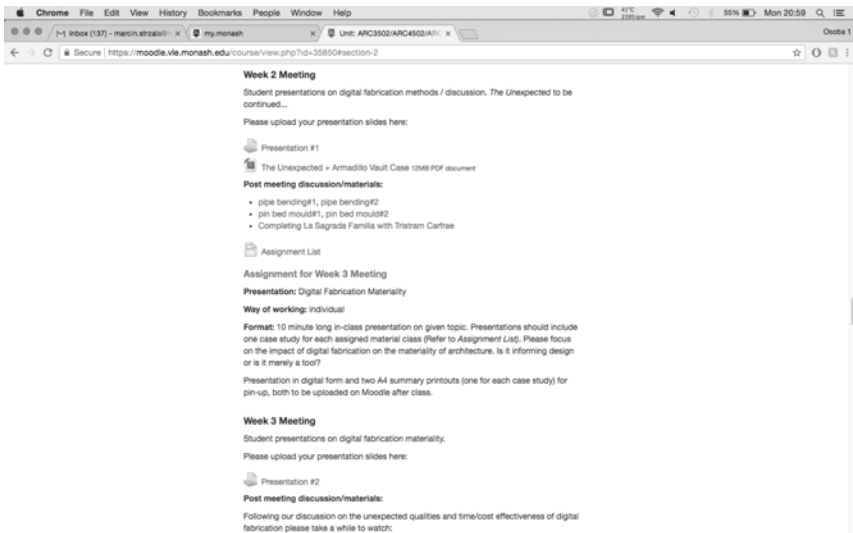 Chrome File Edit View History Bookmarks People Window Help
41°C
55% Mon 20:59
Inbox (137) - marcin.strzala@
my.monash
Unit: ARC3502/ARC4502/ARC
Osoba 1
Secure https://moodle.vle.monash.edu/course/view.php?id=35850#section-2
Week 2 Meeting
Student presentations on digital fabrication methods / discussion. The Unexpected to be
continued...
Please upload your presentation slides here:
Presentation #1
The Unexpected + Armadillo Vault Case 12MB PDF document
Post meeting discussion/materials:
• pipe bending#1, pipe bending#2
• pin bed mould#1, pin bed mould#2
• Completing La Sagrada Familia with Tristram Carfrae
Assignment List
Assignment for Week 3 Meeting
Presentation: Digital Fabrication Materiality
Way of working: individual
Format: 10 minute long in-class presentation on given topic. Presentations should include
one case study for each assigned material class (Refer to Assignment List). Please focus
on the impact of digital fabrication on the materiality of architecture. Is it informing design
or is it merely a tool?
Presentation in digital form and two A4 summary printouts (one for each case study) for
pin-up, both to be uploaded on Moodle after class.
Week 3 Meeting
Student presentations on digital fabrication materiality.
Please upload your presentation slides here:
Presentation #2
Post meeting discussion/materials:
Following our discussion on the unexpected qualities and time/cost effectiveness of digital
fabrication please take a while to watch: